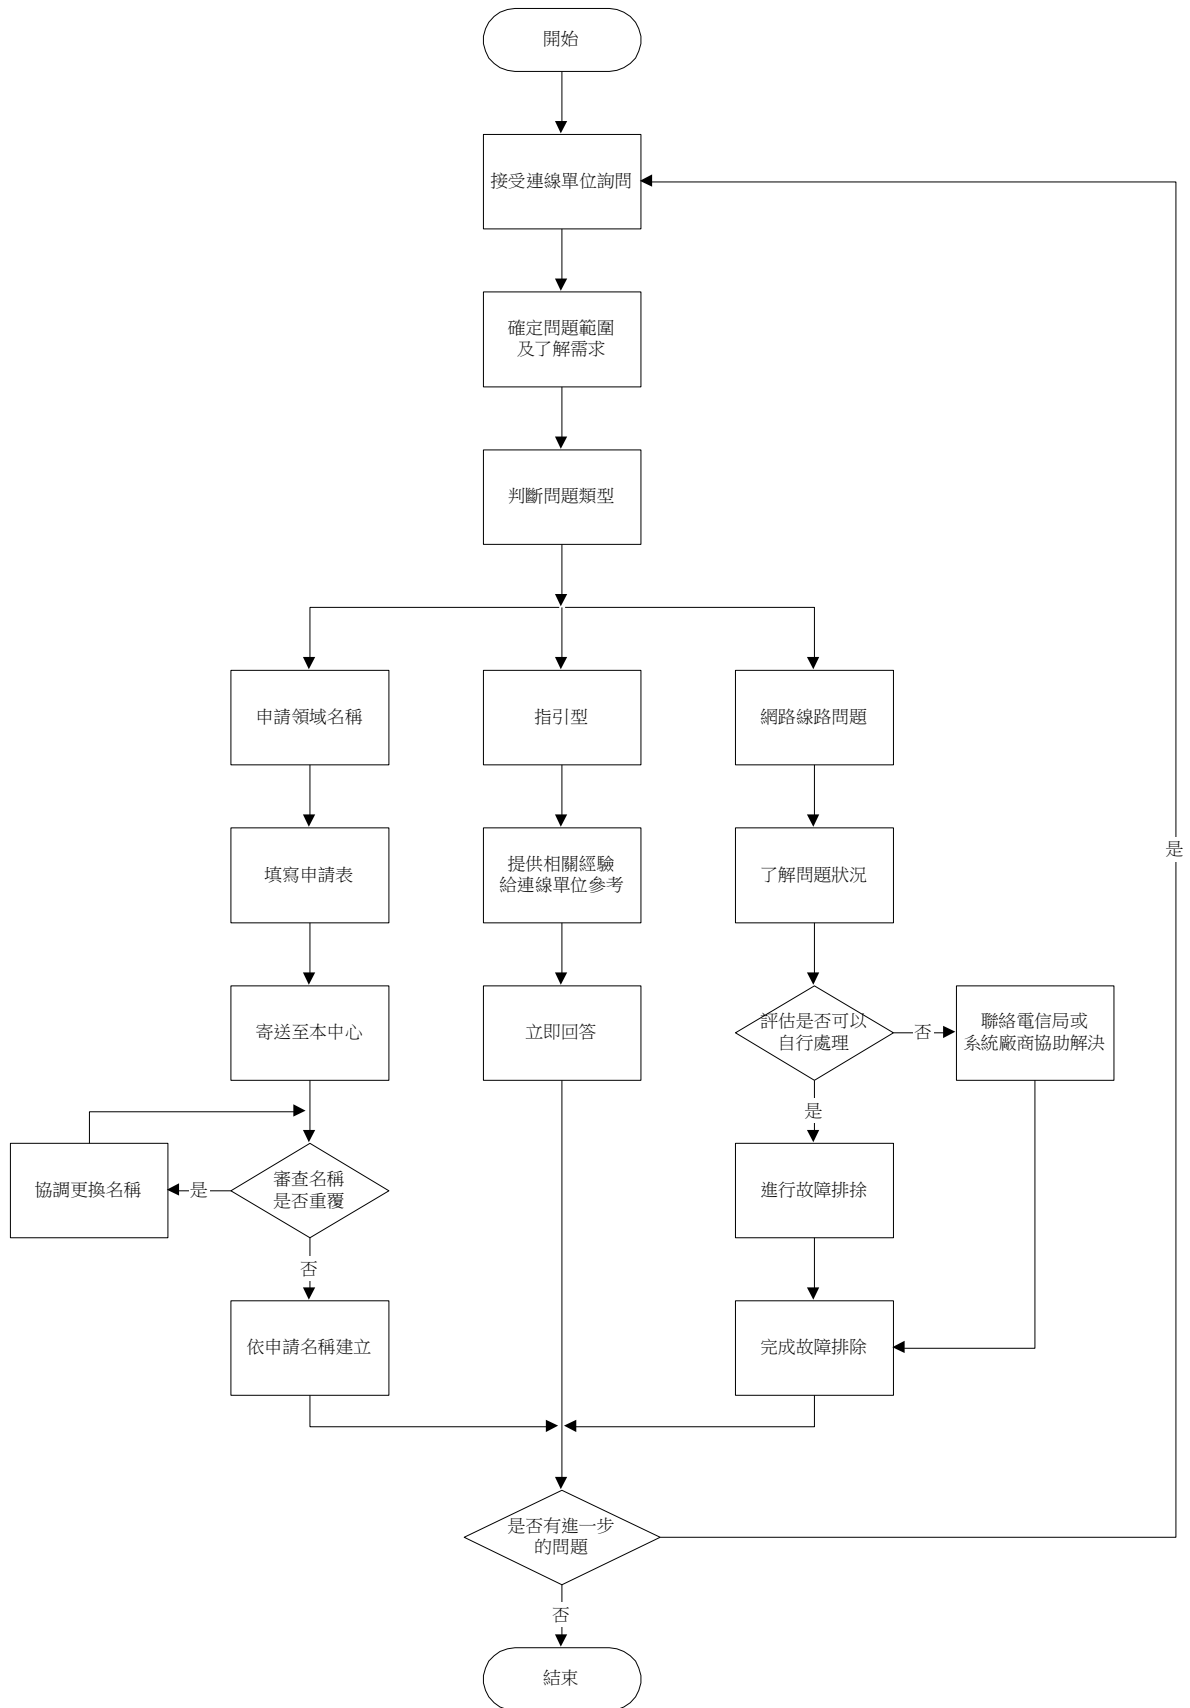 開始
接受連線單位詢問
確定問題範圍
及了解需求
判斷問題類型
申請領域名稱
指引型
網路線路問題
填寫申請表
提供相關經驗
給連線單位參考
了解問題狀況
是
寄送至本中心
立即回答
評估是否可以
自行處理
否
聯絡電信局或
系統廠商協助解決
是
協調更換名稱
是
審查名稱
是否重覆
進行故障排捈
否
依申請名稱建立
完成故障排除
是否有進一步
的問題
否
結束